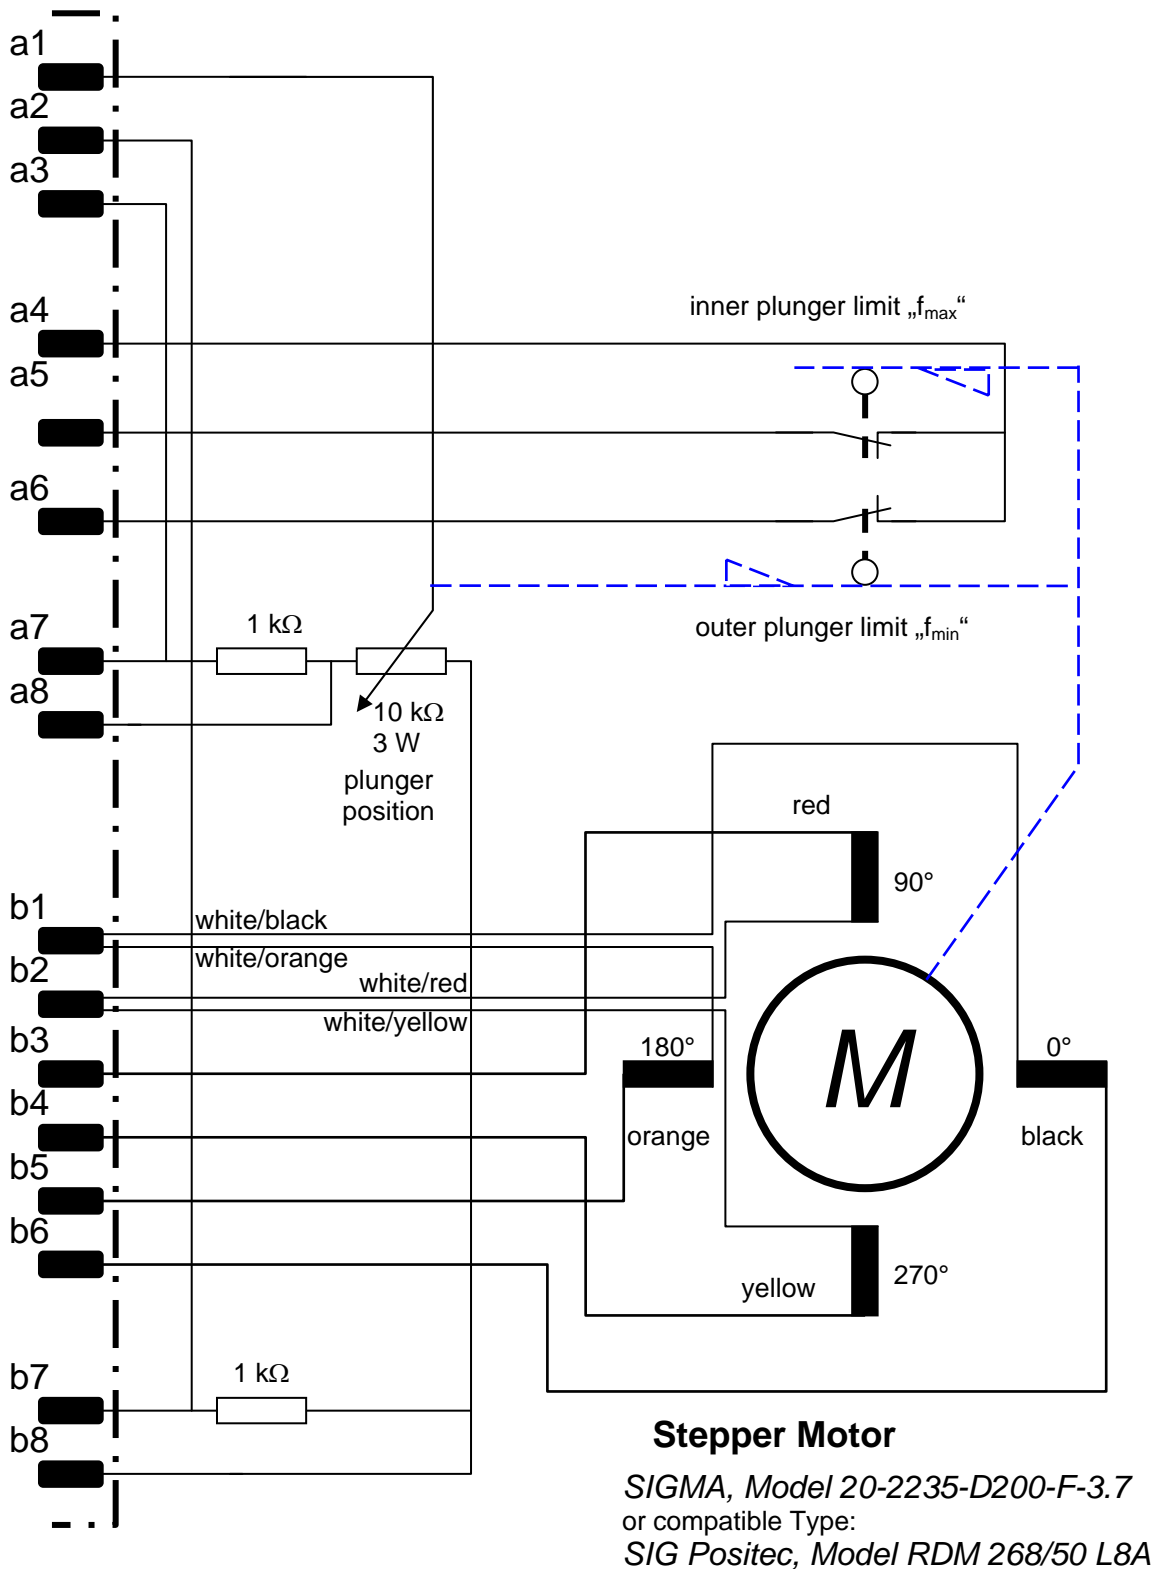 a1
a2
a3
a4
inner plunger limit „fmax“
a5
a6
a7
1 kΩ
outer plunger limit „fmin“
a8
10 kΩ
3 W
plunger
position
red
90°
b1
white/black
white/orange
b2
white/red
white/yellow
b3
180°
M
0°
b4
orange
black
b5
b6
yellow
270°
b7
1 kΩ
b8
Stepper Motor
SIGMA, Model 20-2235-D200-F-3.7
or compatible Type:
SIG Positec, Model RDM 268/50 L8A